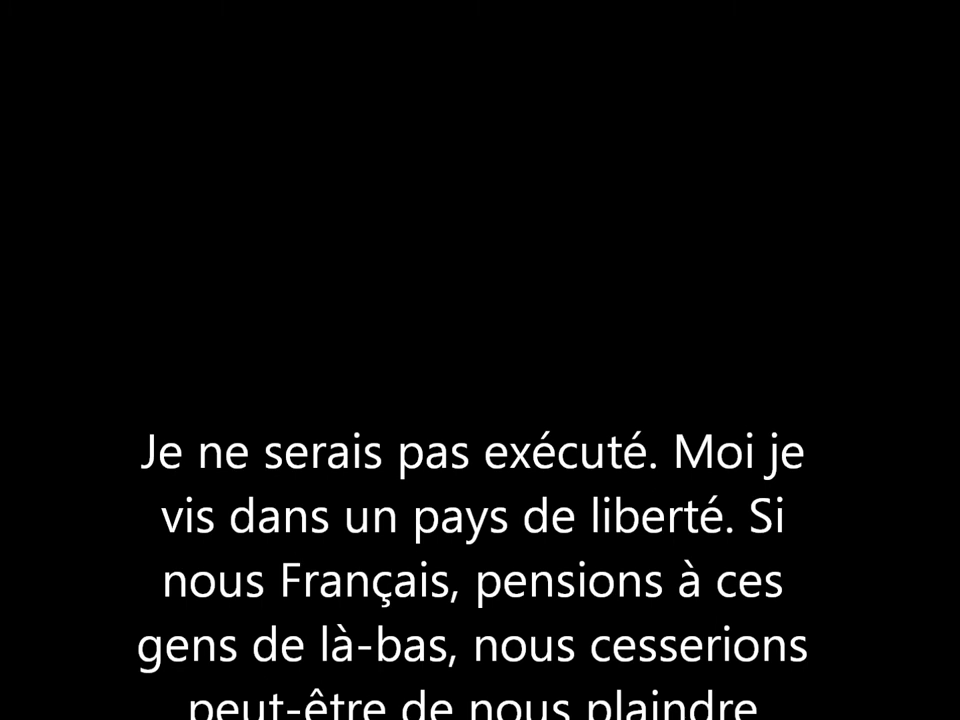 Je ne serais pas exécuté. Moi je
vis dans un pays de liberté. Si
nous Français, pensions à ces
gens de là-bas, nous cesserions
peut-être de nous plaindre